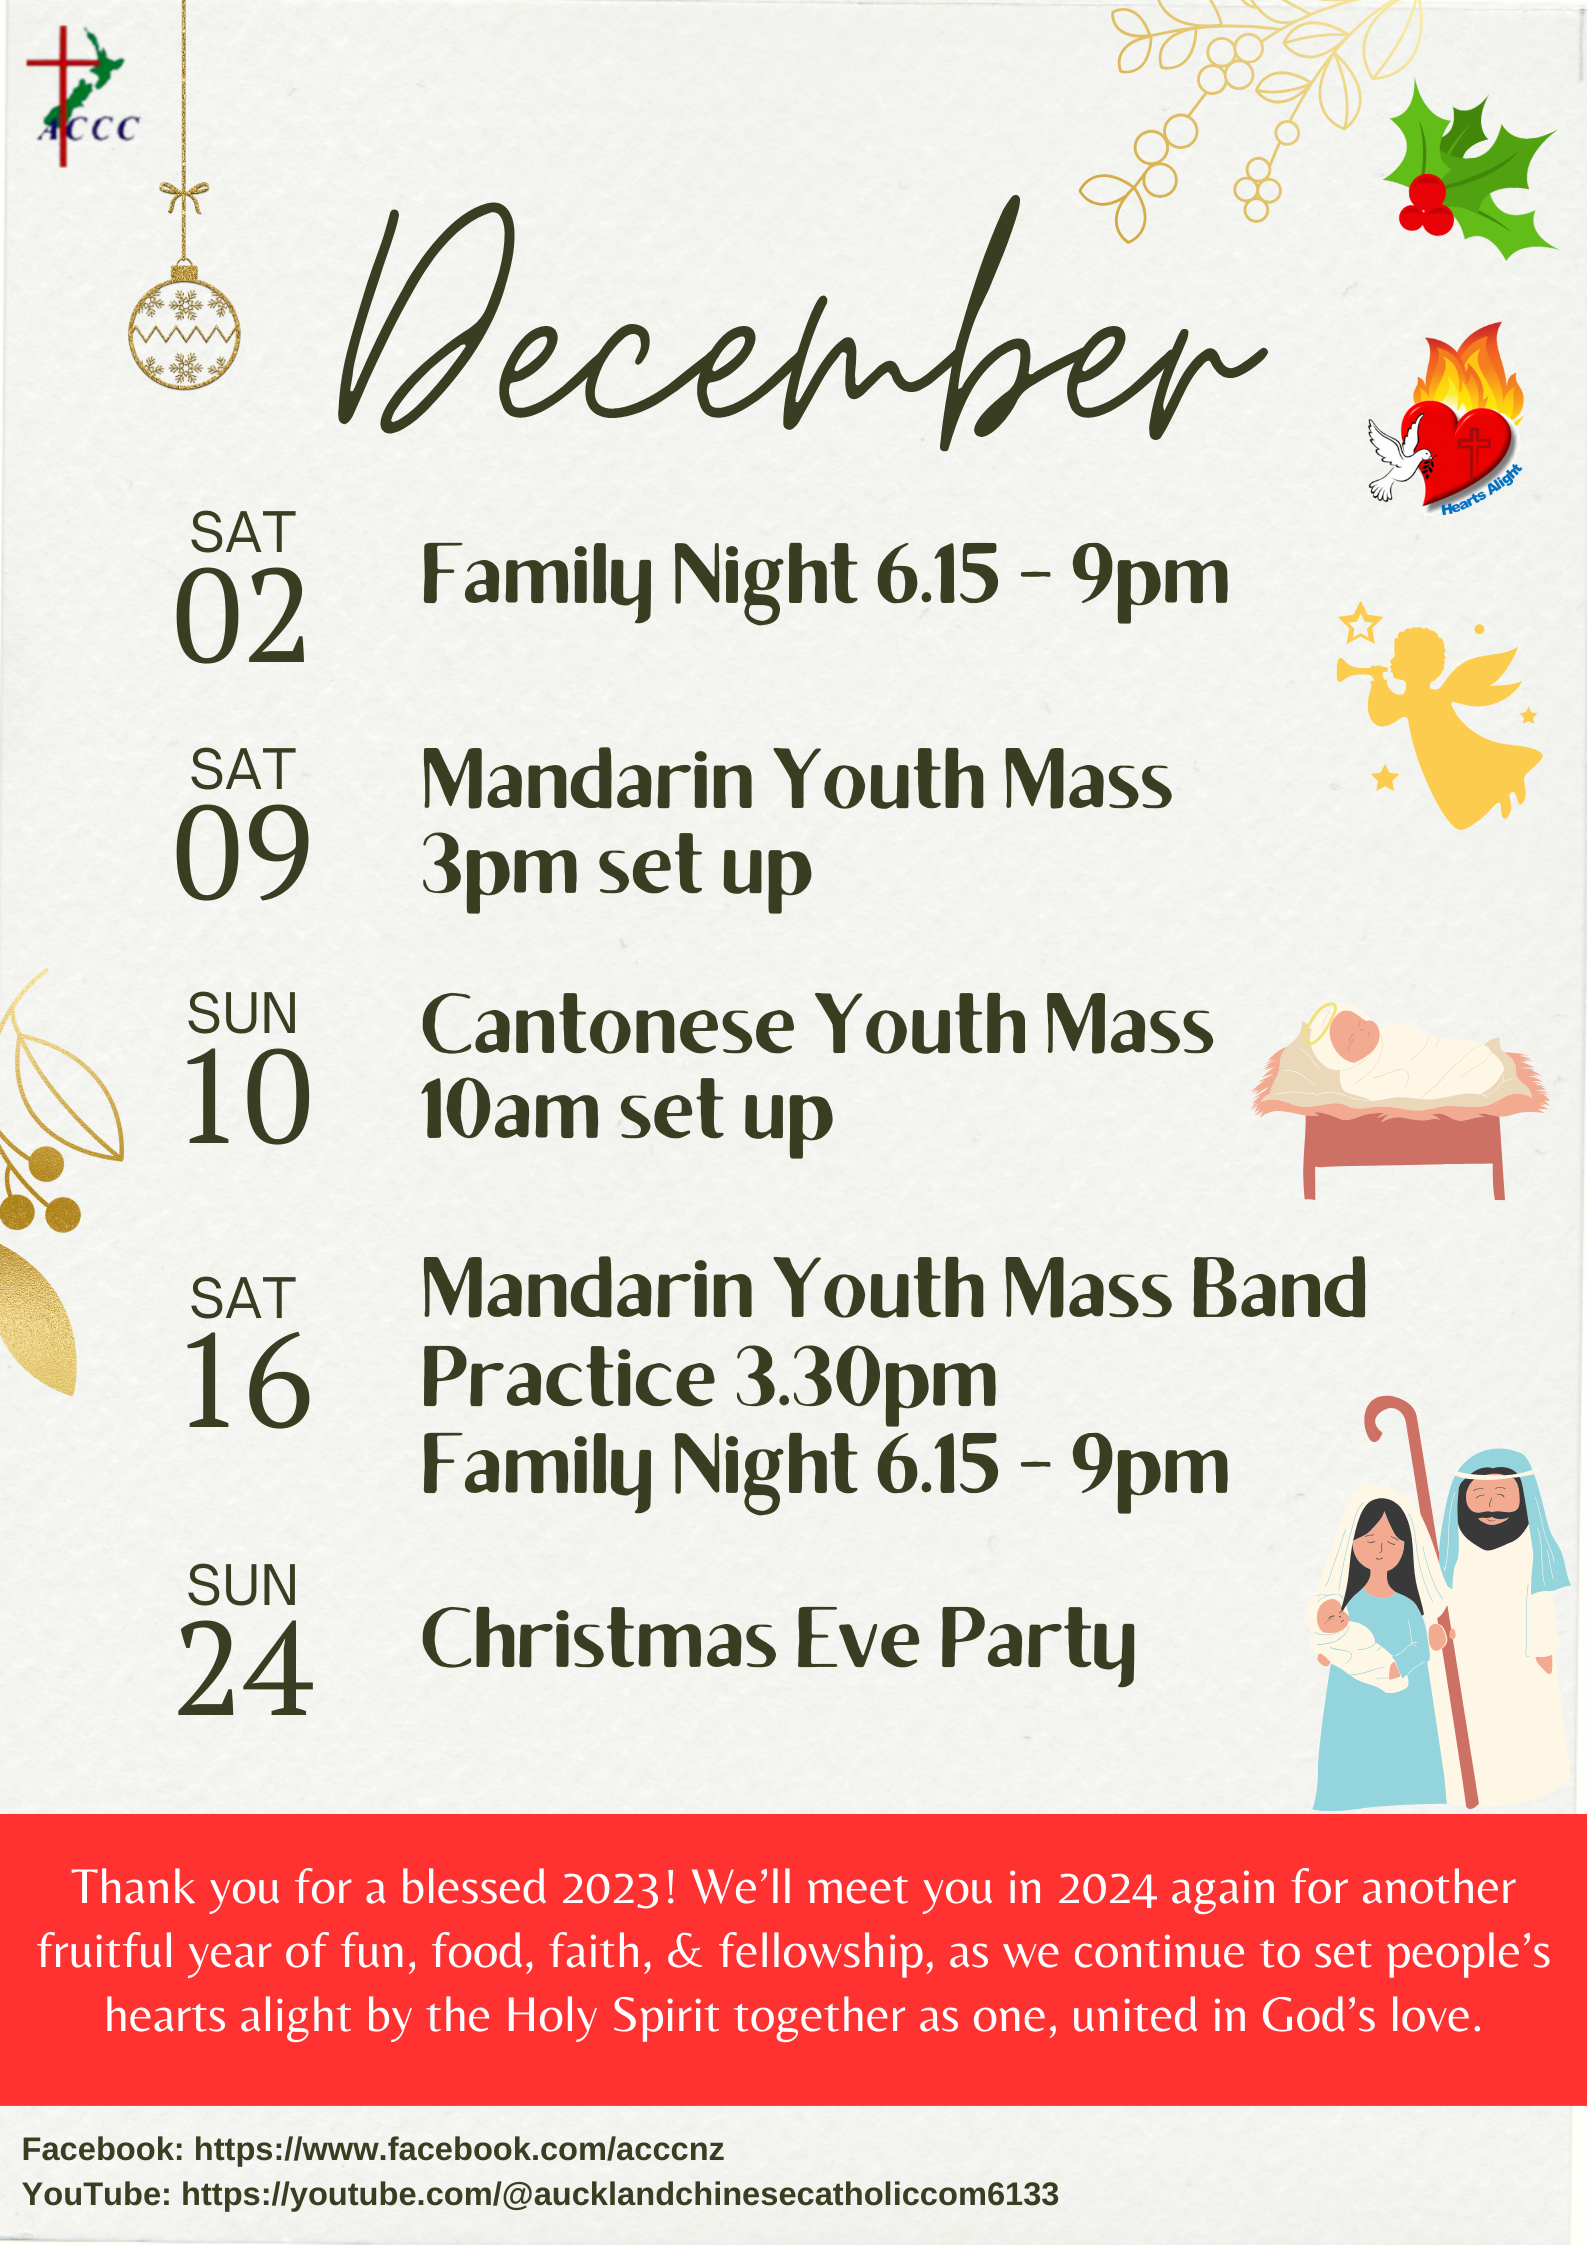 ACCC
December
Hearts Alight
SAT
02
Family Night 6.15 - 9pm
SAT
09
Mandarin Youth Mass
3pm set up
SUN
10
Cantonese Youth Mass
10am set up
SAT
16
Mandarin Youth Mass Band
Practice 3.30pm
Family Night 6.15 - 9pm
SUN
24
Christmas Eve Party
Thank you for a blessed 2023! We’ll meet you in 2024 again for another
fruitful year of fun, food, faith, & fellowship, as we continue to set people’s
hearts alight by the Holy Spirit together as one, united in God’s love.
Facebook: https://www.facebook.com/acccnz
YouTube: https://youtube.com/@aucklandchinesecatholiccom6133